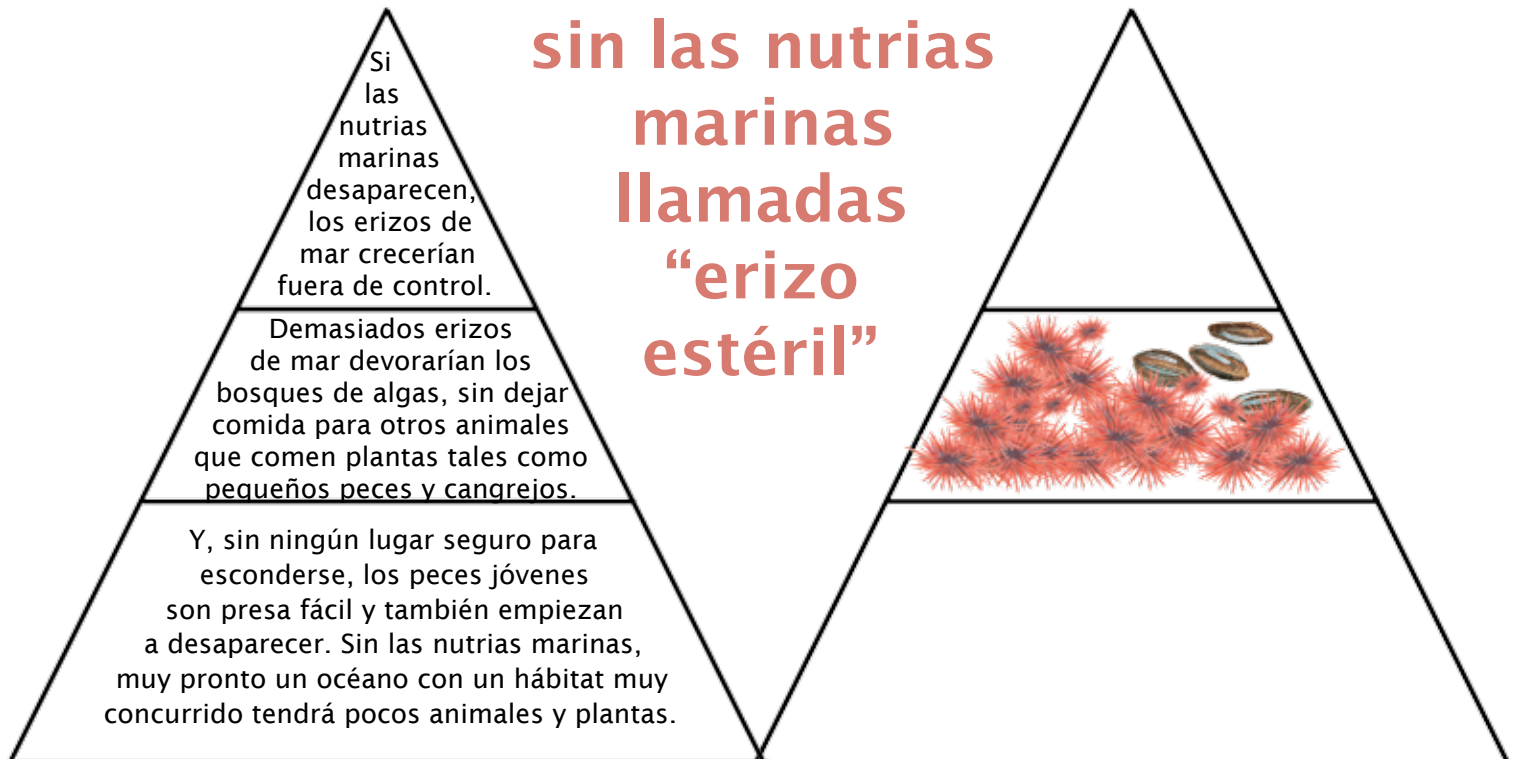 sin las nutrias
marinas
llamadas
“erizo
estéril”
Si
las
nutrias
marinas
desaparecen,
los erizos de
mar crecerían
fuera de control.
Demasiados erizos
de mar devorarían los
bosques de algas, sin dejar
comida para otros animales
que comen plantas tales como
pequeños peces y cangrejos.
Y, sin ningún lugar seguro para
esconderse, los peces jóvenes
son presa fácil y también empiezan
a desaparecer. Sin las nutrias marinas,
muy pronto un océano con un hábitat muy
concurrido tendrá pocos animales y plantas.